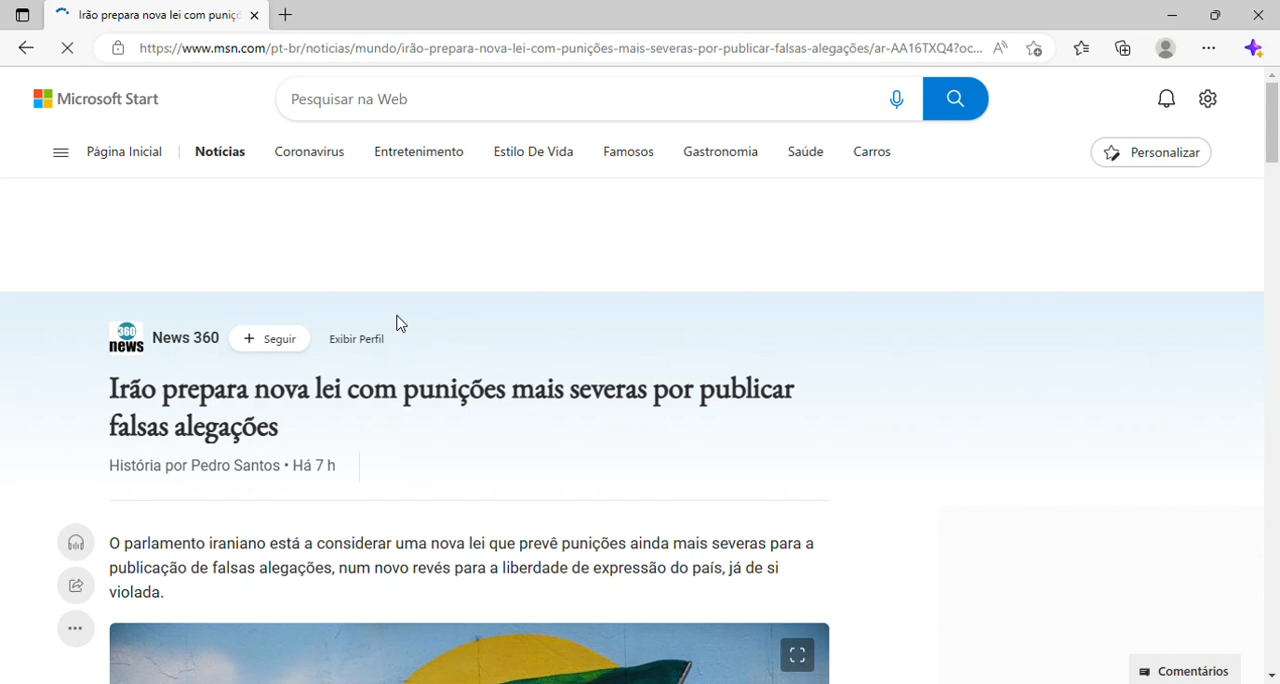 Irão prepara nova lei com puniçõ
https://www.msn.com/pt-br/noticias/mundo/irão-prepara-nova-lei-com-punições-mais-severas-por-publicar-falsas-alegações/ar-AA16TXQ4?oc...
Microsoft Start
Pesquisar na Web
Página Inicial
Notícias
Coronavírus
Entretenimento
Estilo De Vida
Famosos
Gastronomia
Saúde
Carros
Personalizar
360 news
News 360
+ Seguir
Exibir Perfil
Irão prepara nova lei com punições mais severas por publicar
falsas alegações
História por Pedro Santos • Há 7 h
O parlamento iraniano está a considerar uma nova lei que prevê punições ainda mais severas para a
publicação de falsas alegações, num novo revés para a liberdade de expressão do país, já de si
violada.
Comentários